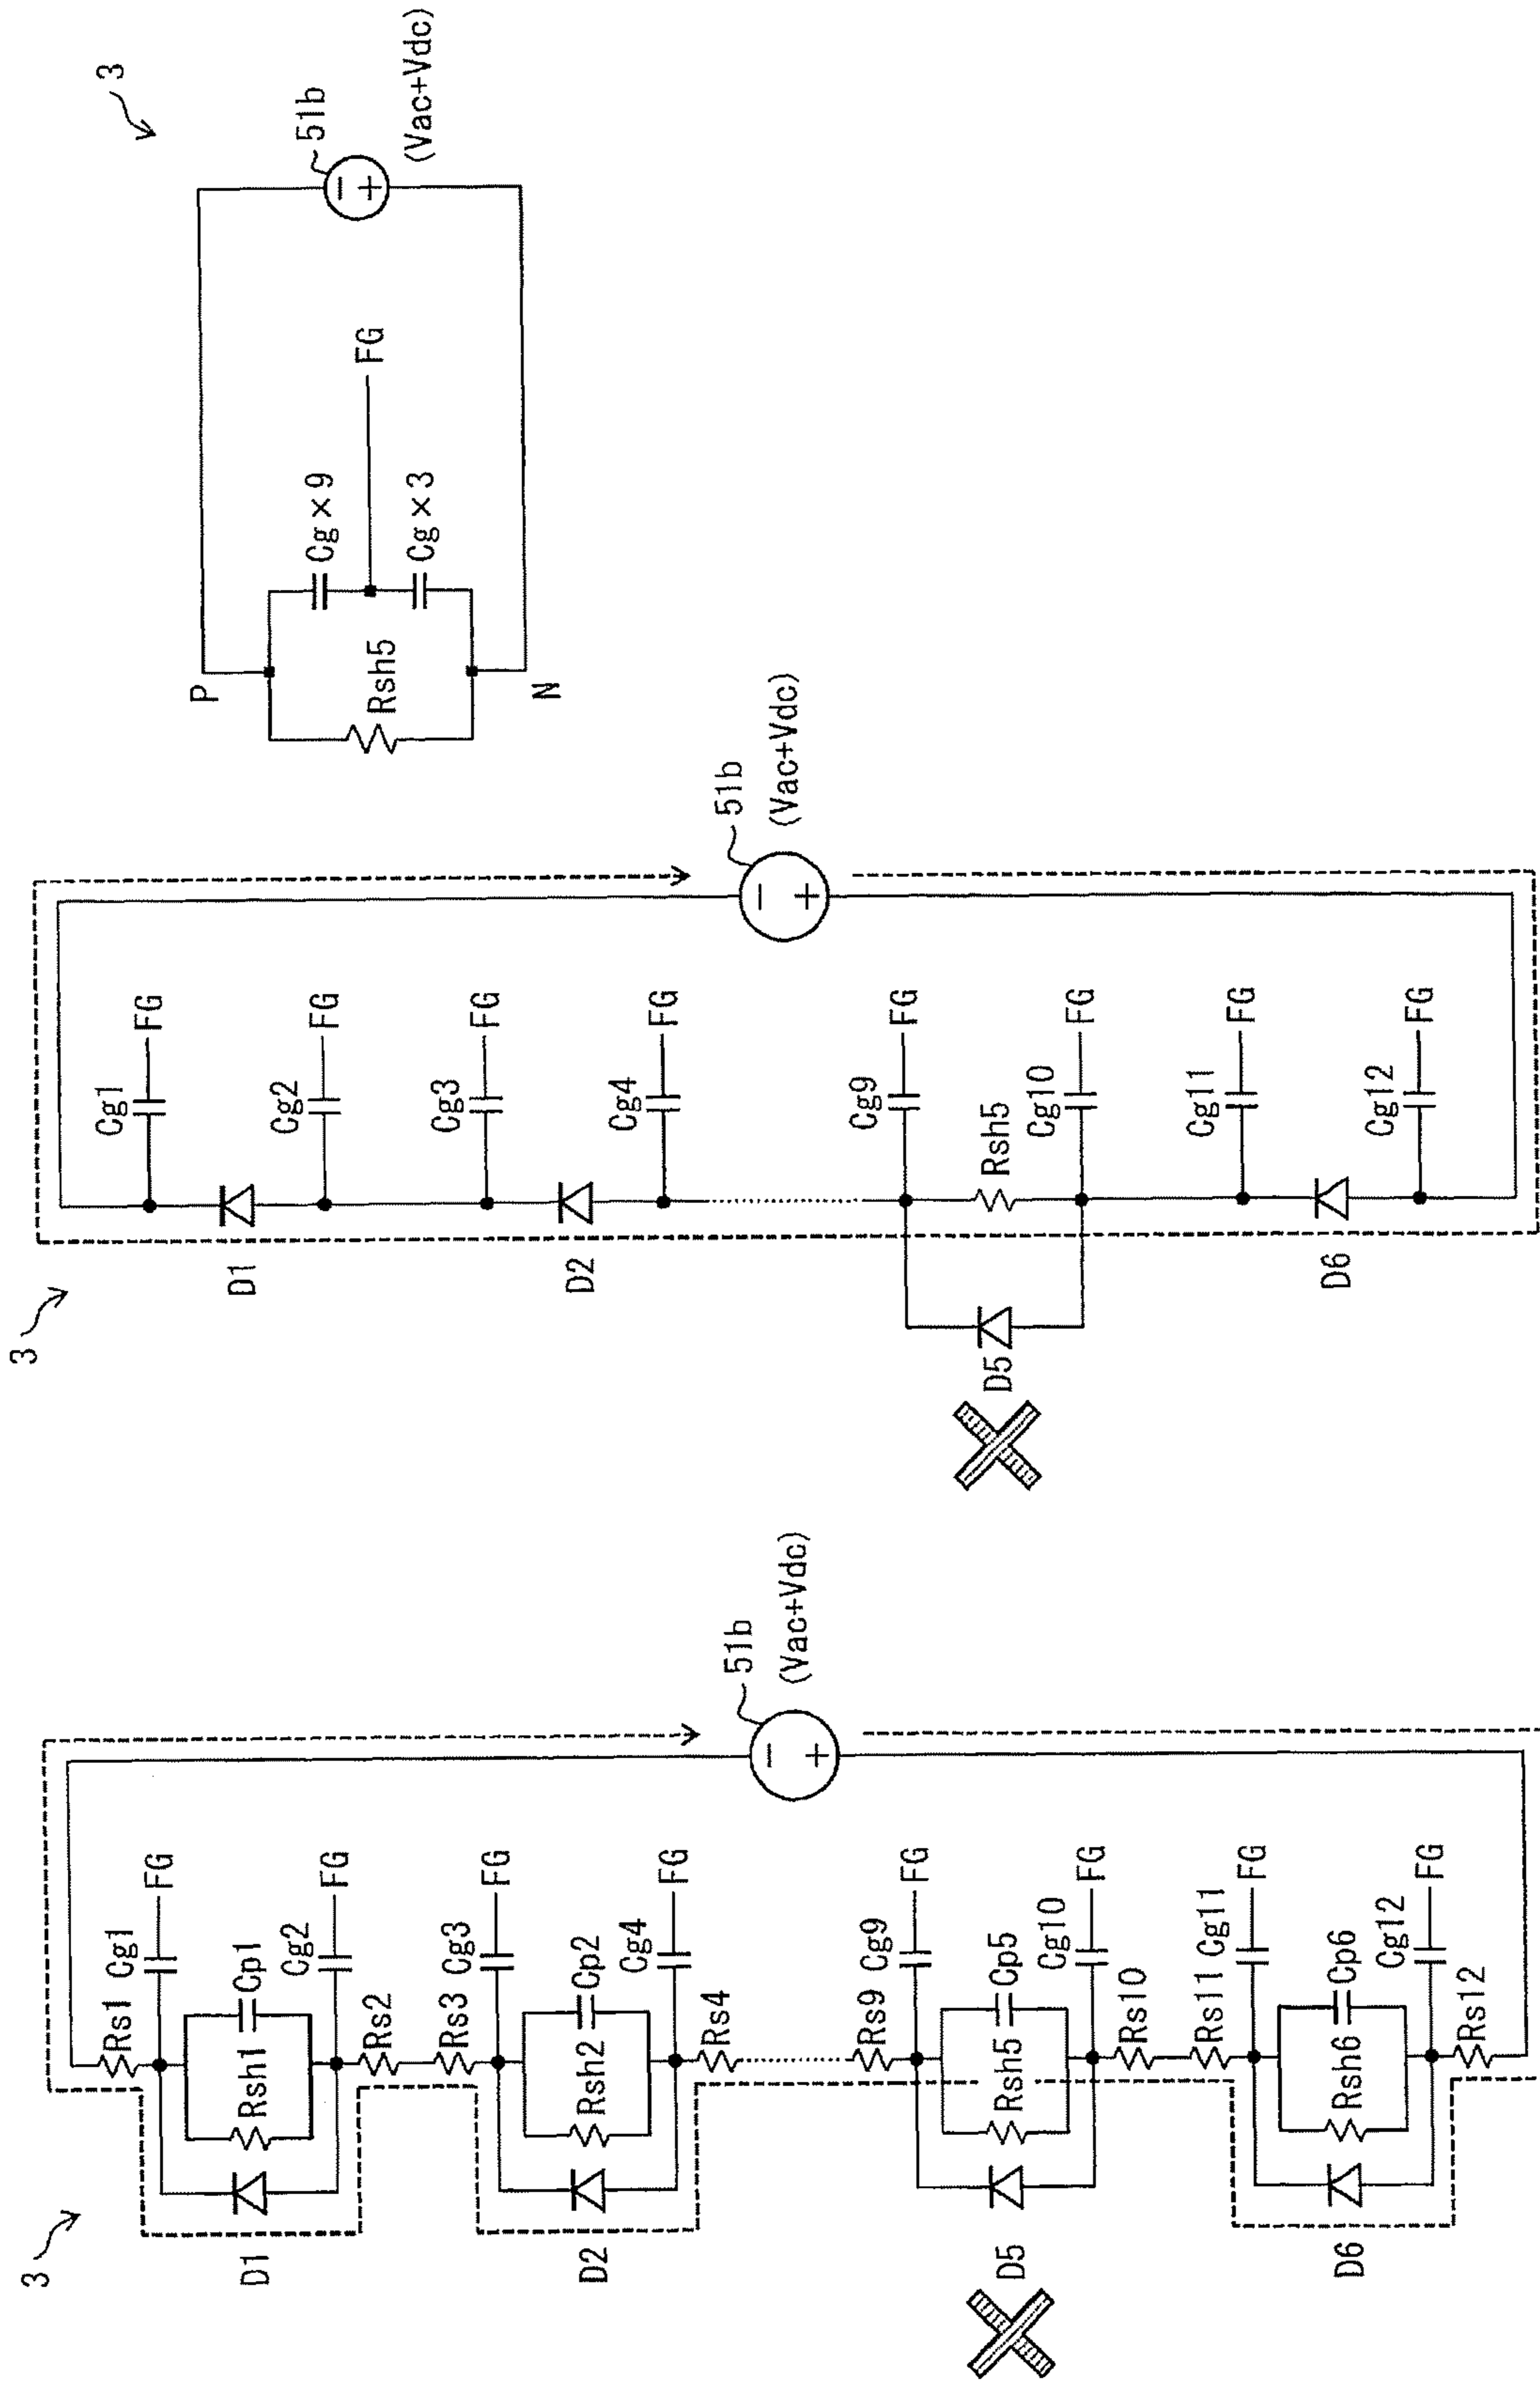 3
Rs1
Cg1
FG
D1
Rsh1
Cp1
Cg2
FG
Rs2
Rs3
Cg3
FG
D2
Rsh2
Cp2
Cg4
FG
Rs4
51b
(Vac+Vdc)
Rs9
Cg9
FG
D5
Rsh5
Cp5
Cg10
FG
Rs10
Rs11
Cg11
FG
D6
Rsh6
Cp6
Cg12
FG
Rs12
3
Cg1
FG
D1
Cg2
FG
Cg3
FG
D2
Cg4
FG
51b
(Vac+Vdc)
Cg9
FG
D5
Rsh5
Cg10
FG
Cg11
FG
D6
Cg12
FG
3
P
51b
(Vac+Vdc)
Cg×9
Rsh5
FG
Cg×3
N